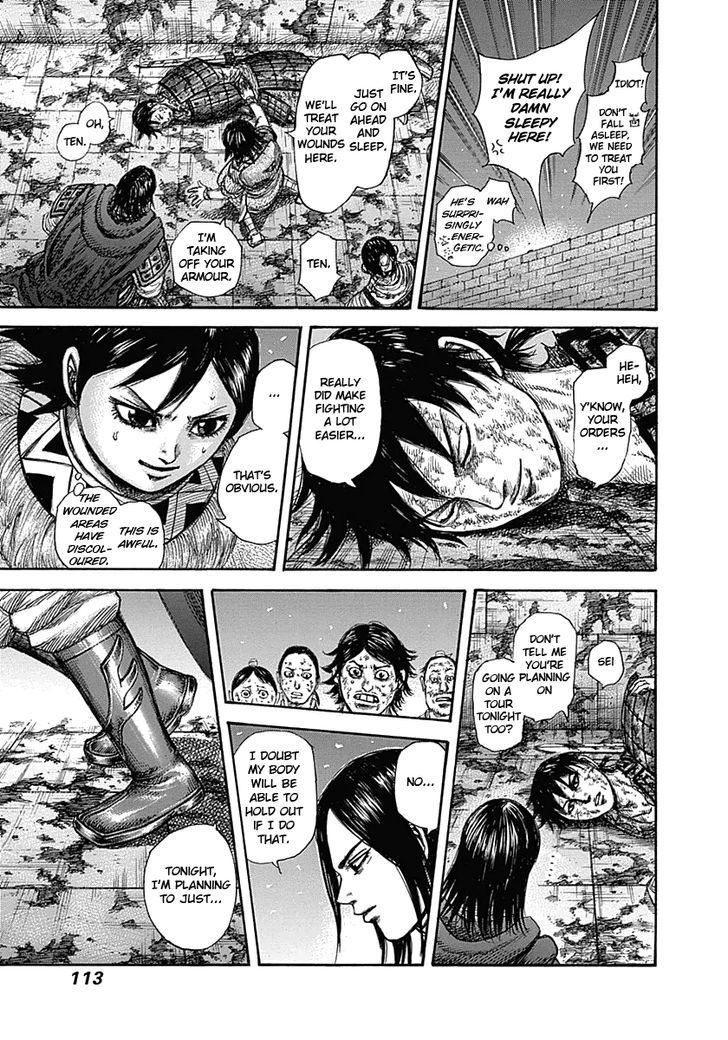 IDIOT!
DON'T
FALL
ASLEEP,
WE NEED
TO TREAT
YOU
FIRST!
SHUT UP!
I'M REALLY
DAMN
SLEEPY
HERE!
WAH
HE'S
SURPRI-
SINGLY
ENER-
GETIC.
IT'S
FINE.
JUST
GO ON
AHEAD
AND
SLEEP.
WE'LL
TREAT
YOUR
WOUNDS
HERE.
TEN.
OH,
TEN.
I'M
TAKING
OFF YOUR
ARMOUR.
HE-
HEH,
Y'KNOW,
YOUR
ORDERS
...
REALLY
DID MAKE
FIGHTING
A LOT
EASIER...
...
THAT'S
OBVIOUS.
THIS IS
AWFUL.
THE
WOUNDED
AREAS
HAVE
DISCOL-
OURED.
SEI
DON'T
TELL ME
YOU'RE
PLANNING
ON
GOING
ON A
TOUR
TONIGHT
TOO?
NO...
I DOUBT
MY BODY
WILL BE
ABLE TO
HOLD OUT
IF I DO
THAT.
TONIGHT,
I'M PLANNING
TO JUST...
113